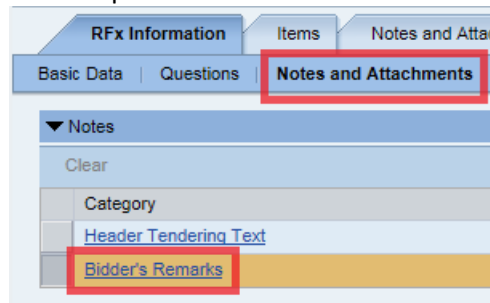 RFx Information Items Notes and Atta
Basic Data | Questions | Notes and Attachments
Notes
Clear
Category
Header Tendering Text
Bidder's Remarks